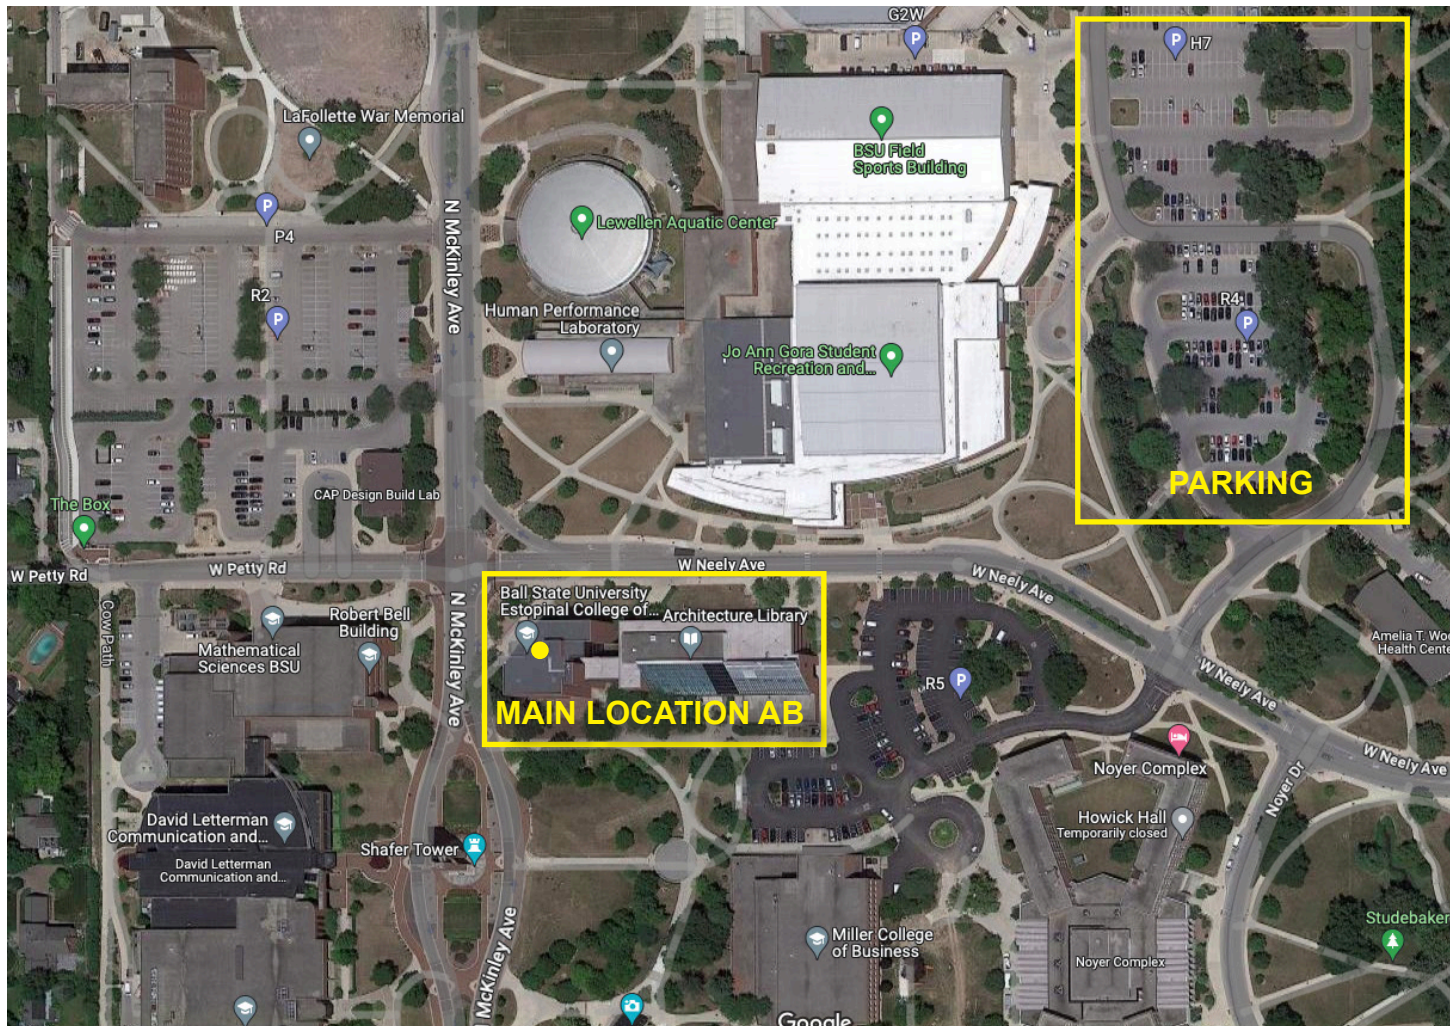 G2W
H7
LaFollette War Memorial
BSU Field
Sports Building
P4
Lewellen Aquatic Center
N McKinley Ave
R2
R4
Human Performance
Laboratory
Jo Ann Gora Student
Recreation and...
PARKING
CAP Design Build Lab
The Box
W Petty Rd
W Petty Rd
W Neely Ave
W Neely Ave
Cow Path
Ball State University
Estopinal College of...
Architecture Library
Robert Bell
Building
Mathematical
Sciences BSU
N McKinley Ave
MAIN LOCATION AB
R5
W Neely Ave
Health Cente
Noyer Complex
W Neely Ave
Noyer Dr
Howick Hall
Temporarily closed
David Letterman
Communication and...
David Letterman
Communication and...
Shafer Tower
McKinley Ave
Miller College
of Business
Noyer Complex
Studebaker
Google